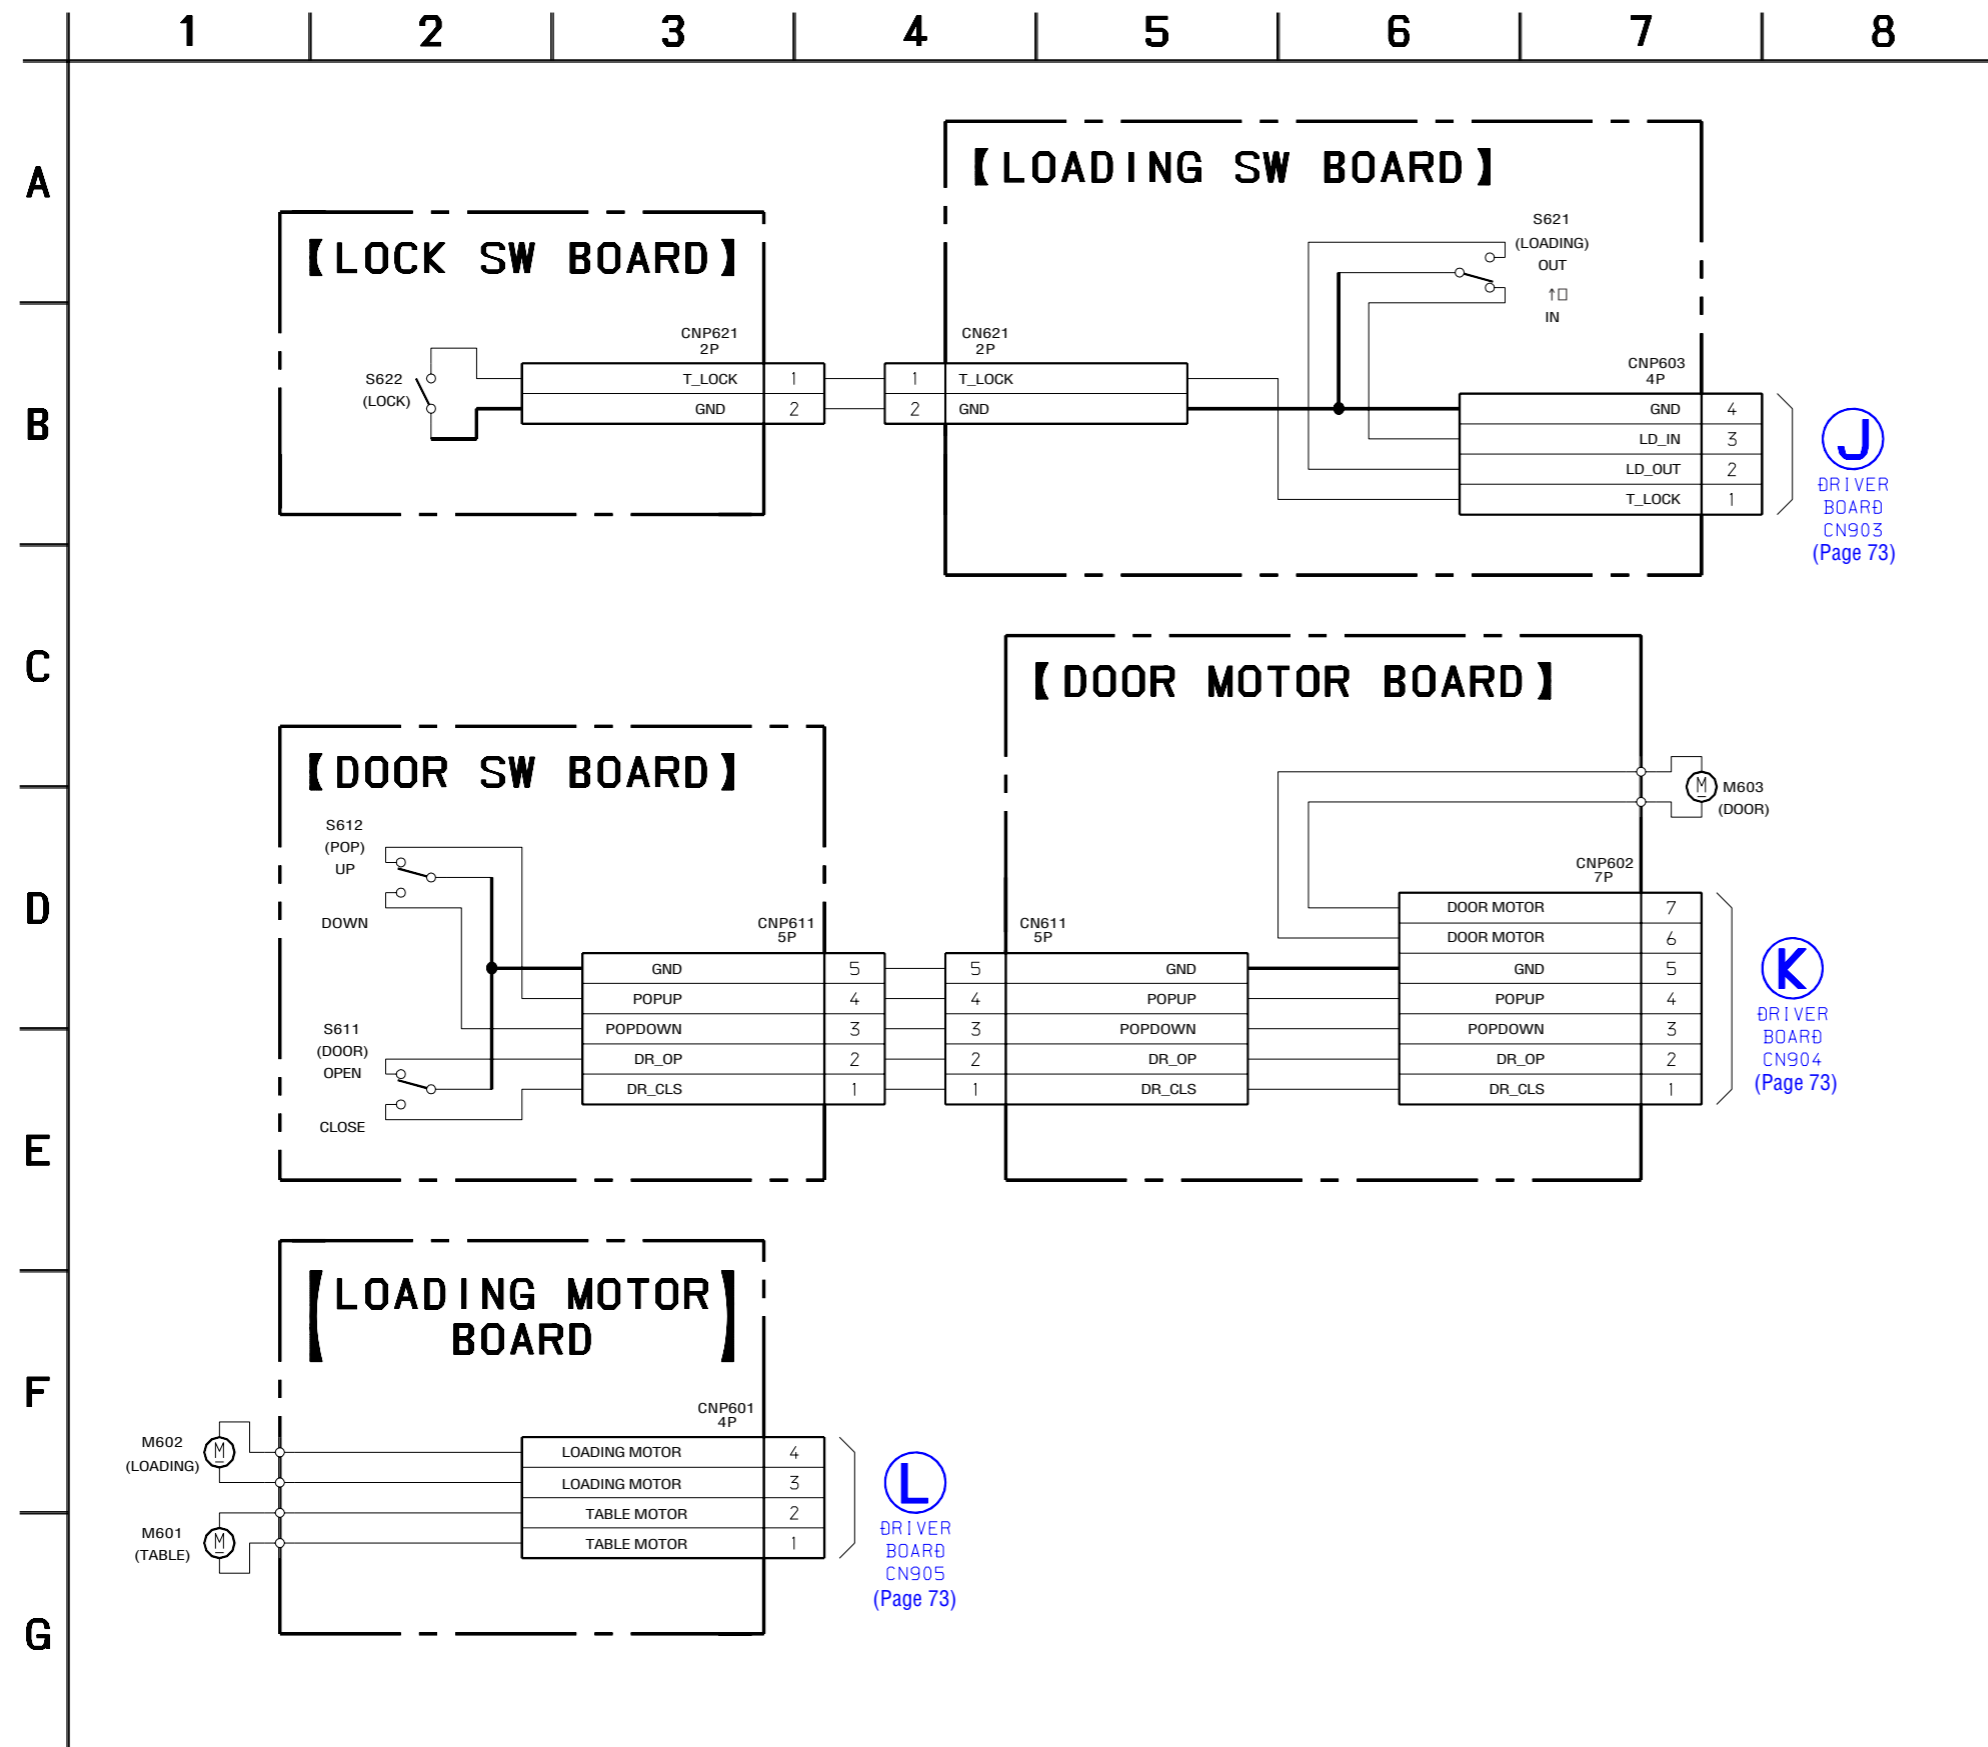 1 2 3 4 5 6 7 8
A
B
C
D
E
F
G
【LOADING SW BOARD】
S621
(LOADING)
OUT
↑□
IN
【LOCK SW BOARD】
S622
(LOCK)
CNP621
2P
T_LOCK 1
GND 2
CN621
2P
1 T_LOCK
2 GND
CNP603
4P
GND 4
LD_IN 3
LD_OUT 2
T_LOCK 1
J
DRIVER
BOARD
CN903
(Page 73)
【DOOR MOTOR BOARD】
M
M603
(DOOR)
【DOOR SW BOARD】
S612
(POP)
UP
DOWN
S611
(DOOR)
OPEN
CLOSE
CNP611
5P
GND 5
POPUP 4
POPDOWN 3
DR_OP 2
DR_CLS 1
CN611
5P
5 GND
4 POPUP
3 POPDOWN
2 DR_OP
1 DR_CLS
CNP602
7P
DOOR MOTOR 7
DOOR MOTOR 6
GND 5
POPUP 4
POPDOWN 3
DR_OP 2
DR_CLS 1
K
DRIVER
BOARD
CN904
(Page 73)
【LOADING MOTOR
BOARD】
M602
(LOADING)
M
M601
(TABLE)
M
CNP601
4P
LOADING MOTOR 4
LOADING MOTOR 3
TABLE MOTOR 2
TABLE MOTOR 1
L
DRIVER
BOARD
CN905
(Page 73)